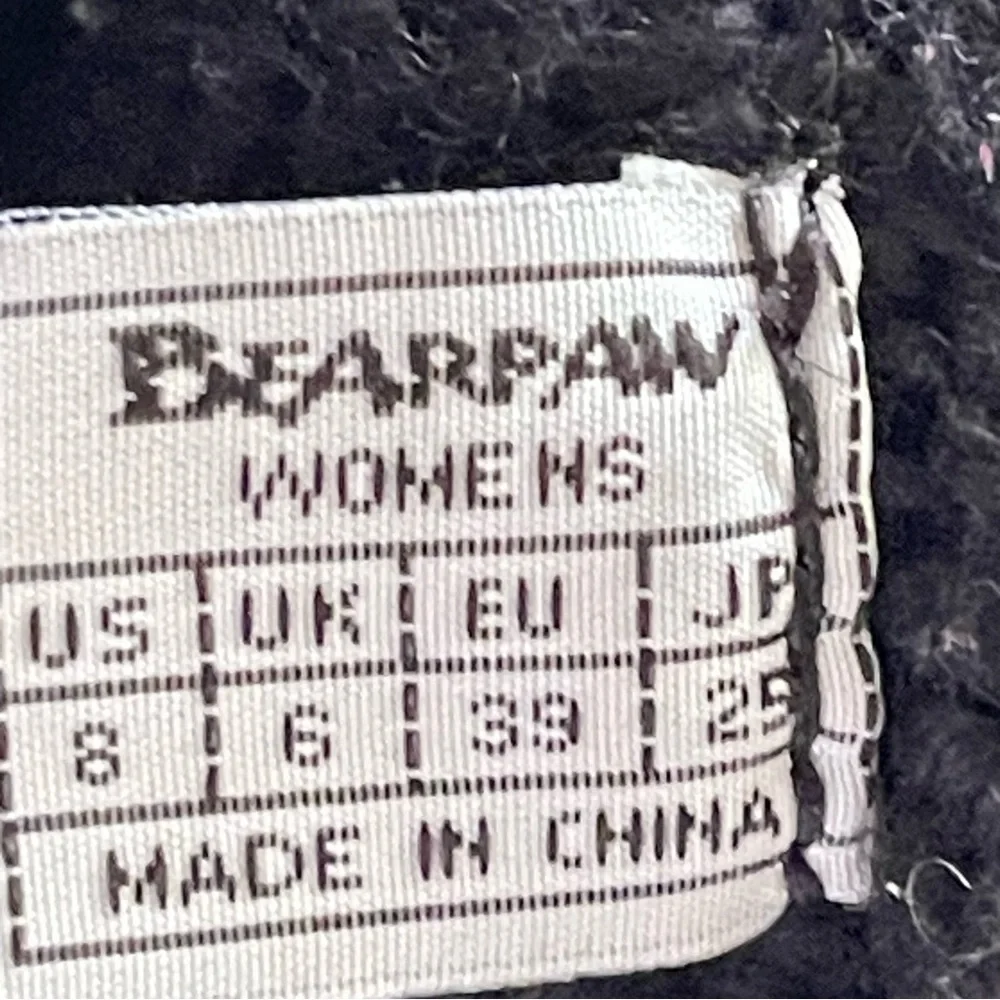 BEARPAW
WOMENS
US UK EU JP
8 6 39 25
MADE IN CHINA